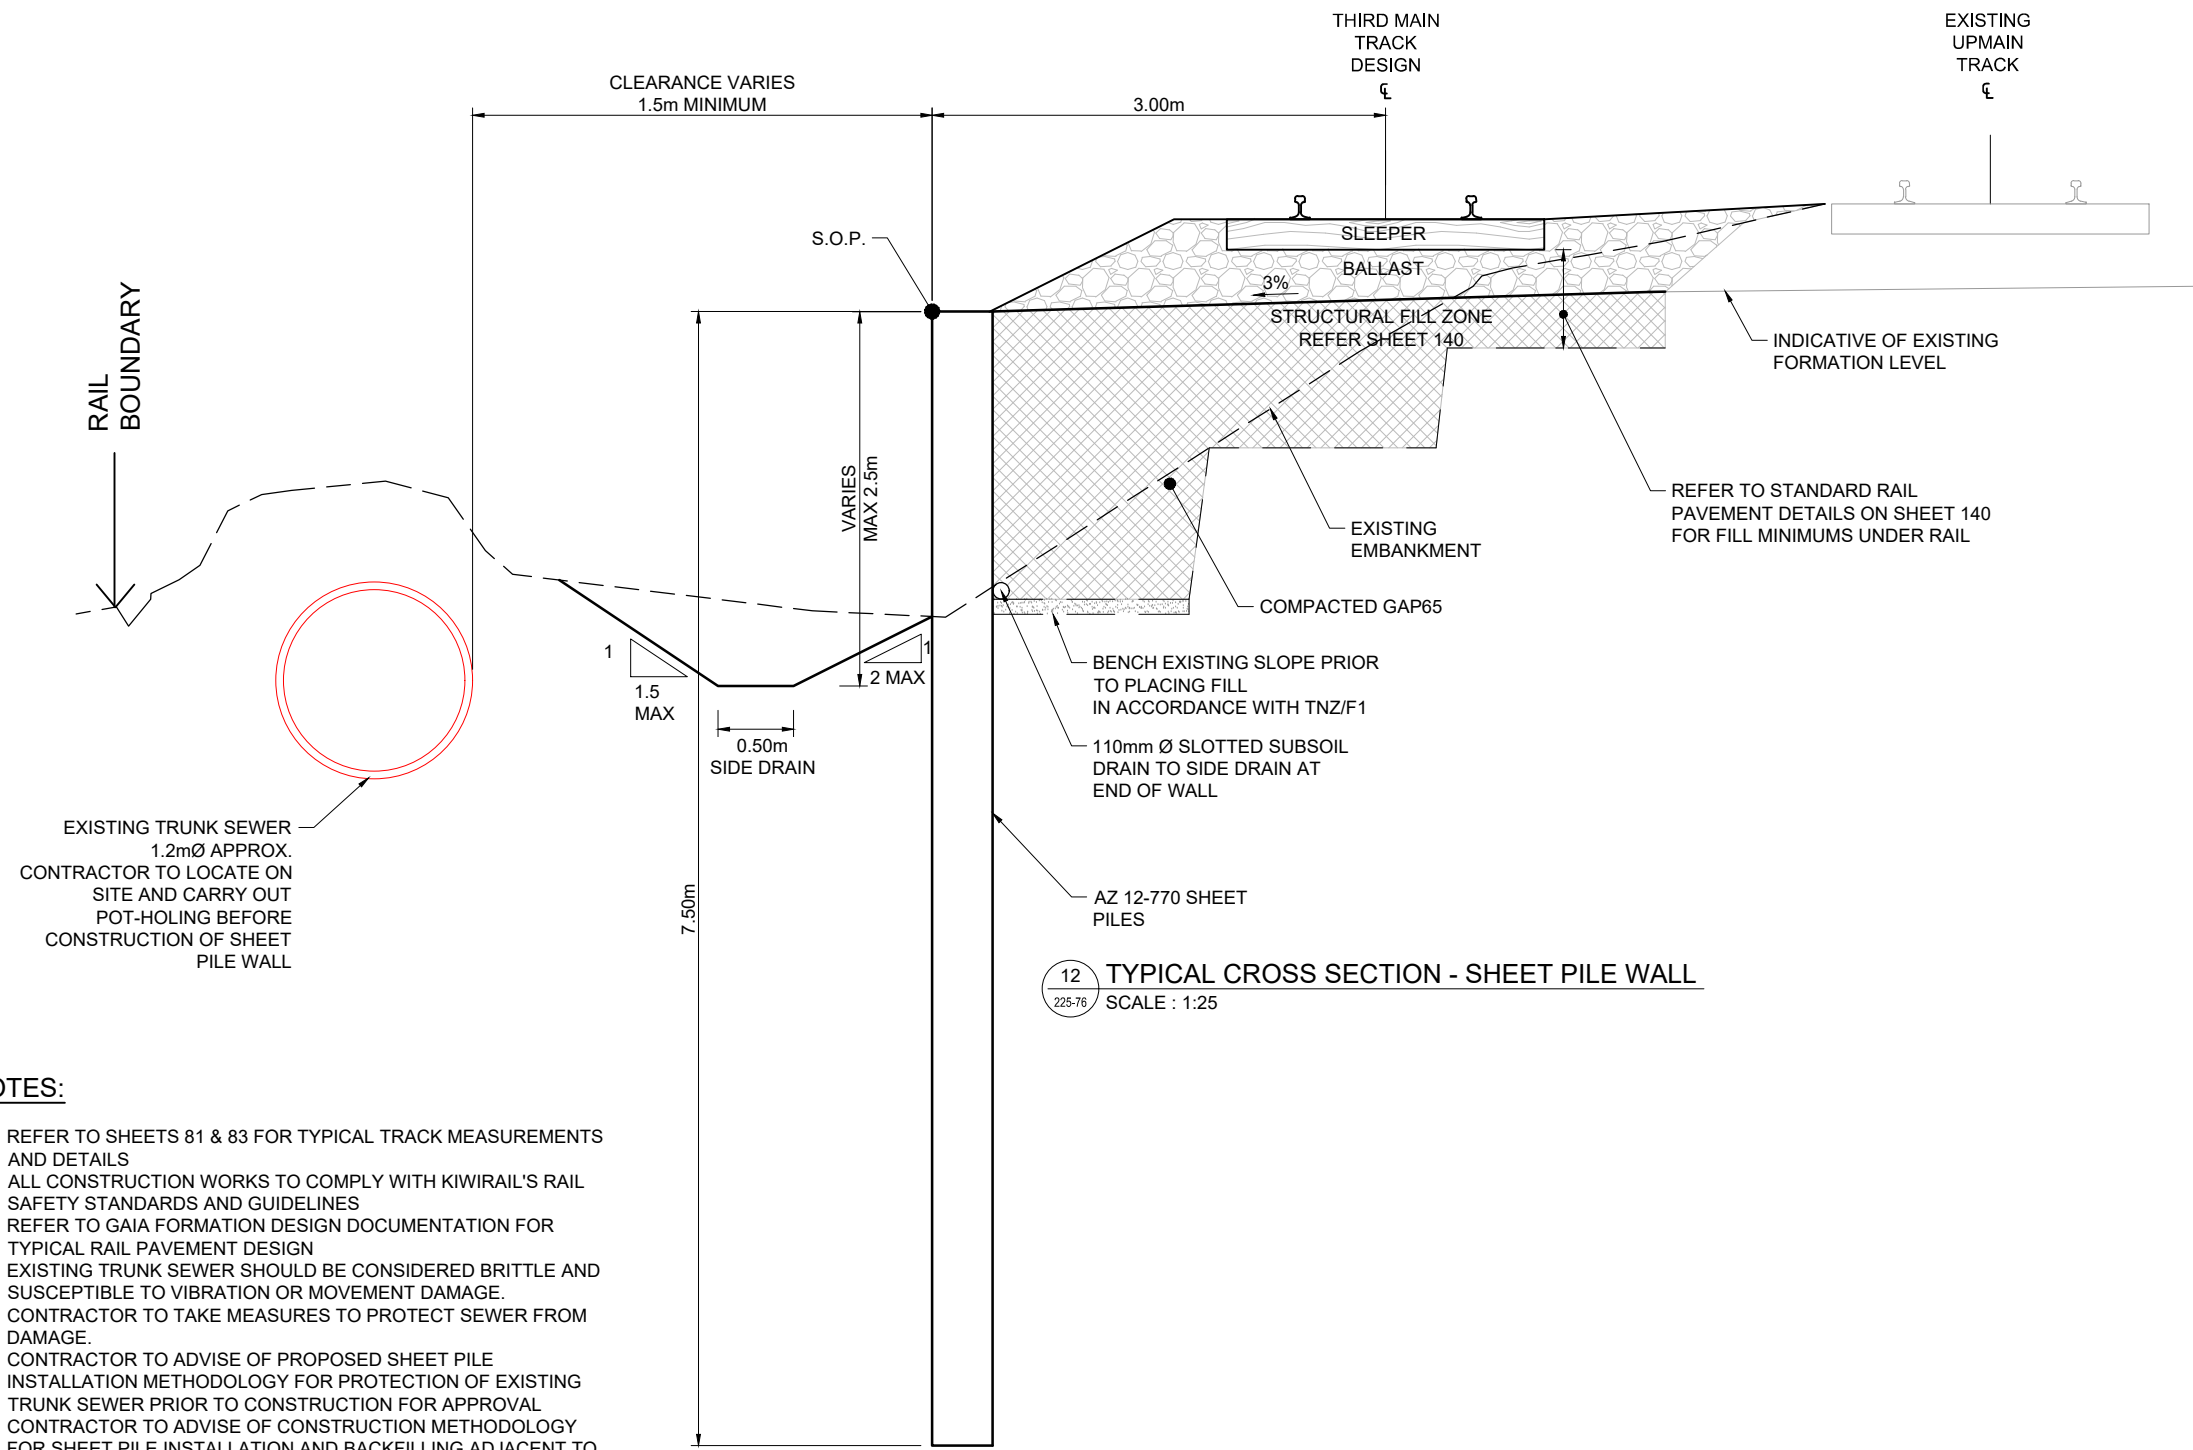 THIRD MAIN
TRACK
DESIGN
℄
EXISTING
UPMAIN
TRACK
℄
CLEARANCE VARIES
1.5m MINIMUM
3.00m
S.O.P.
SLEEPER
BALLAST
3%
STRUCTURAL FILL ZONE
REFER SHEET 140
RAIL
BOUNDARY
INDICATIVE OF EXISTING
FORMATION LEVEL
VARIES
MAX 2.5m
REFER TO STANDARD RAIL
PAVEMENT DETAILS ON SHEET 140
FOR FILL MINIMUMS UNDER RAIL
EXISTING
EMBANKMENT
COMPACTED GAP65
1
1.5
MAX
1
2 MAX
BENCH EXISTING SLOPE PRIOR
TO PLACING FILL
IN ACCORDANCE WITH TNZ/F1
0.50m
SIDE DRAIN
110mm Ø SLOTTED SUBSOIL
DRAIN TO SIDE DRAIN AT
END OF WALL
EXISTING TRUNK SEWER
1.2mØ APPROX.
CONTRACTOR TO LOCATE ON
SITE AND CARRY OUT
POT-HOLING BEFORE
CONSTRUCTION OF SHEET
PILE WALL
7.50m
AZ 12-770 SHEET
PILES
12
225-76
TYPICAL CROSS SECTION - SHEET PILE WALL
SCALE : 1:25
OTES:
REFER TO SHEETS 81 & 83 FOR TYPICAL TRACK MEASUREMENTS
AND DETAILS
ALL CONSTRUCTION WORKS TO COMPLY WITH KIWIRAIL'S RAIL
SAFETY STANDARDS AND GUIDELINES
REFER TO GAIA FORMATION DESIGN DOCUMENTATION FOR
TYPICAL RAIL PAVEMENT DESIGN
EXISTING TRUNK SEWER SHOULD BE CONSIDERED BRITTLE AND
SUSCEPTIBLE TO VIBRATION OR MOVEMENT DAMAGE.
CONTRACTOR TO TAKE MEASURES TO PROTECT SEWER FROM
DAMAGE.
CONTRACTOR TO ADVISE OF PROPOSED SHEET PILE
INSTALLATION METHODOLOGY FOR PROTECTION OF EXISTING
TRUNK SEWER PRIOR TO CONSTRUCTION FOR APPROVAL
CONTRACTOR TO ADVISE OF CONSTRUCTION METHODOLOGY
FOR SHEET PILE INSTALLATION AND BACKFILLING ADJACENT TO